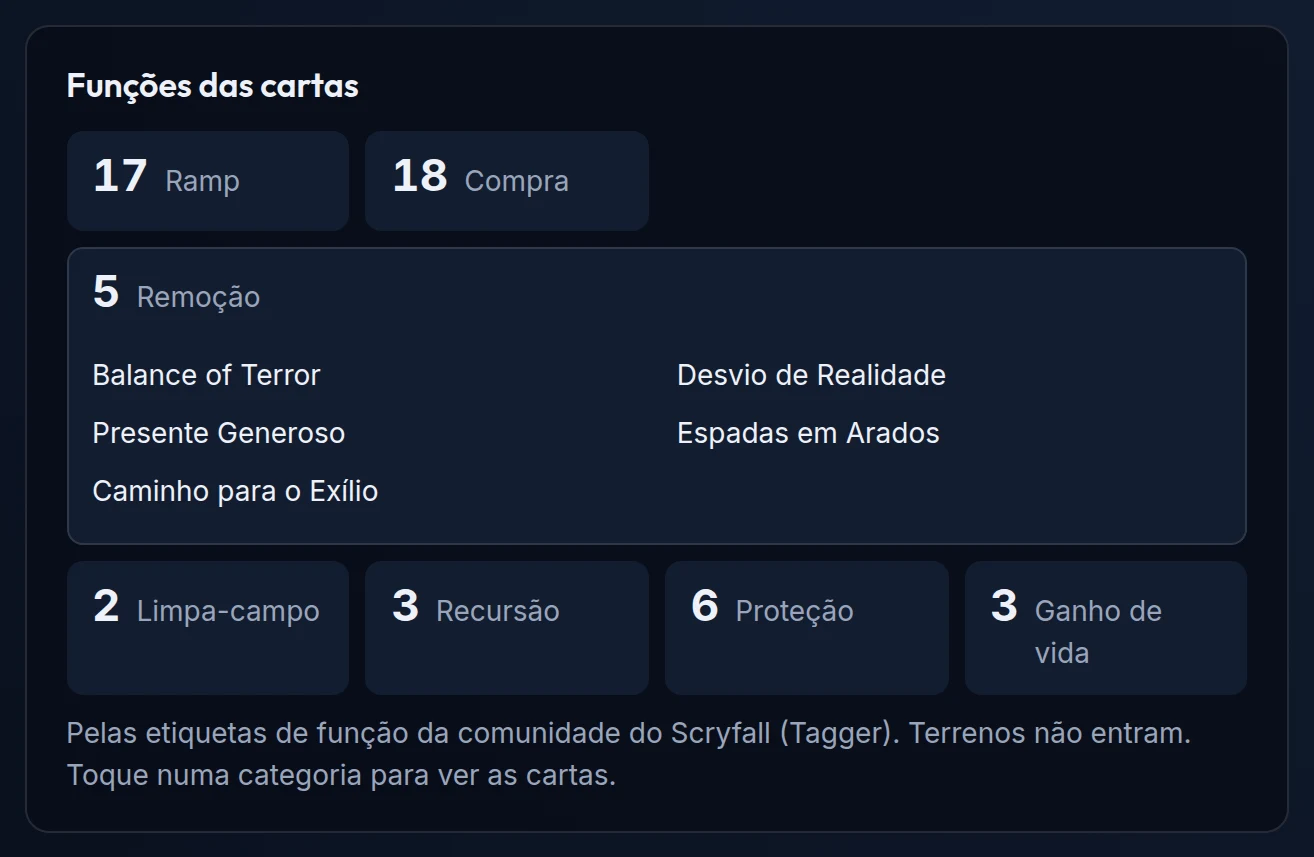 Funções das cartas
17 Ramp
18 Compra
5 Remoção
Balance of Terror
Desvio de Realidade
Presente Generoso
Espadas em Arados
Caminho para o Exílio
2 Limpa-campo
3 Recursão
6 Proteção
3 Ganho de
vida
Pelas etiquetas de função da comunidade do Scryfall (Tagger). Terrenos não entram.
Toque numa categoria para ver as cartas.